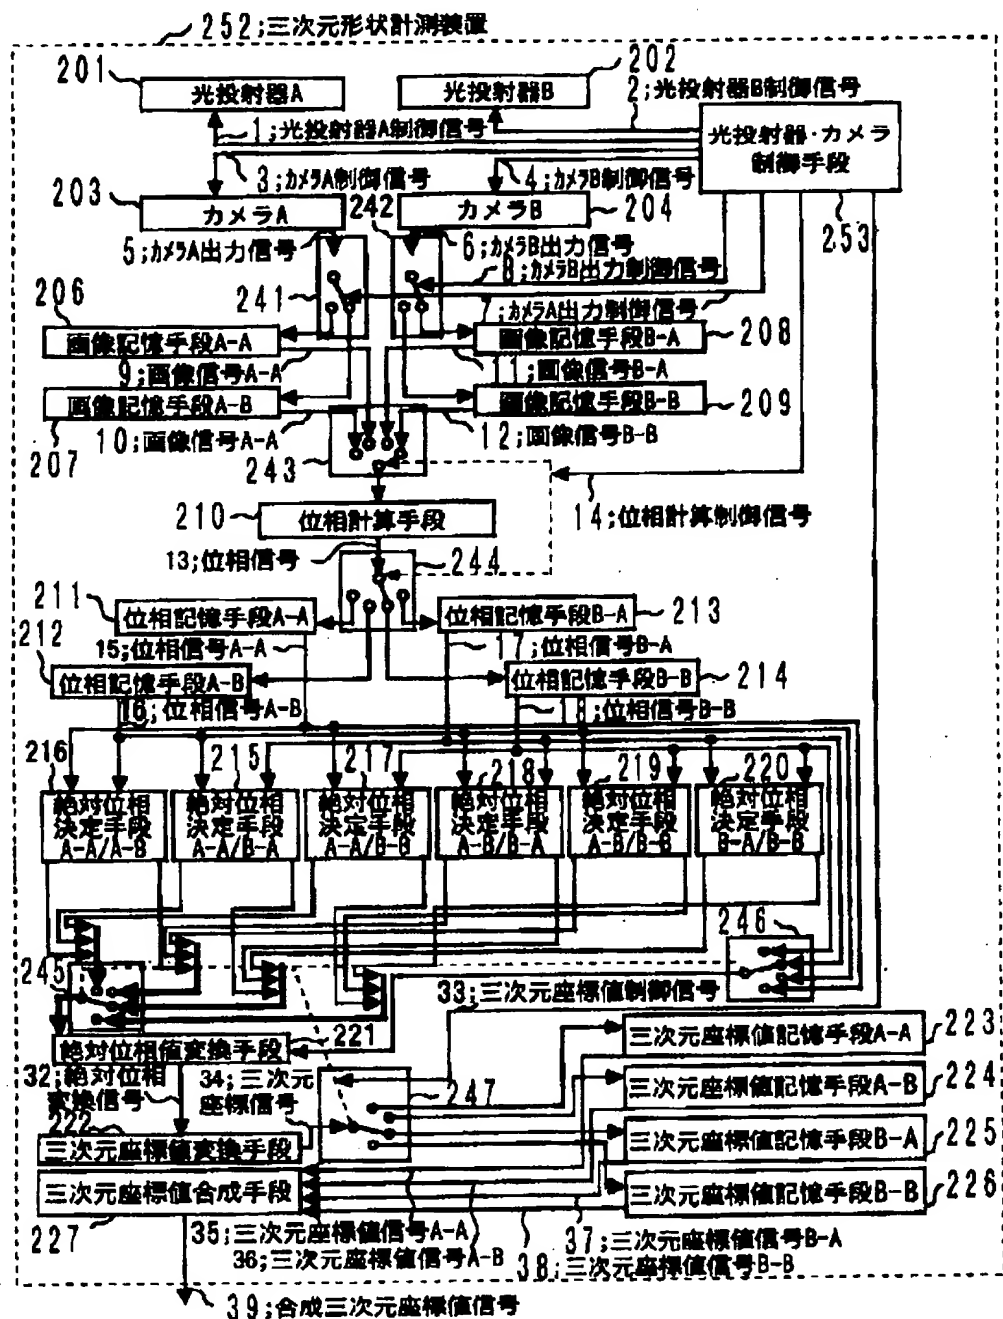 252;三次元形状計測装置
201
光投射器A
202
光投射器B
2;光投射器B制御信号
光投射器・カメラ
制御手段
1;光投射器A制御信号
3;カメラA制御信号
4;カメラB制御信号
203
カメラA
242
カメラB
204
253
5;カメラA出力信号
6;カメラB出力信号
8;カメラB出力制御信号
;カメラA出力制御信号
206
241
画像記憶手段A-A
画像記憶手段B-A
208
9;画像信号A-A
11;画像信号B-A
画像記憶手段A-B
画像記憶手段B-B
209
10;画像信号A-A
12;画像信号B-B
207
243
210
位相計算手段
14;位相計算制御信号
13;位相信号
244
211
位相記憶手段A-A
位相記憶手段B-A
213
212
15;位相信号A-A
17;位相信号B-A
位相記憶手段A-B
位相記憶手段B-B
214
16;位相信号A-B
;位相信号B-B
216
215
217
218
219
220
絶対位相
決定手段
A-A/A-B
絶対位相
決定手段
A-A/B-A
絶対位相
決定手段
A-A/B-B
絶対位相
決定手段
A-B/B-A
絶対位相
決定手段
A-B/B-B
絶対位相
決定手段
B-A/B-B
246
245
33;三次元座標値制御信号
221
絶対位相値変換手段
223
三次元座標値記憶手段A-A
32;絶対位相
変換信号
34;三次元
座標信号
247
三次元座標値記憶手段A-B
224
222
三次元座標値変換手段
三次元座標値記憶手段B-A
225
三次元座標値合成手段
三次元座標値記憶手段B-B
226
227
35;三次元座標値信号A-A
36;三次元座標値信号A-B
37;三次元座標値信号B-A
38;三次元座標値信号B-B
39;合成三次元座標値信号